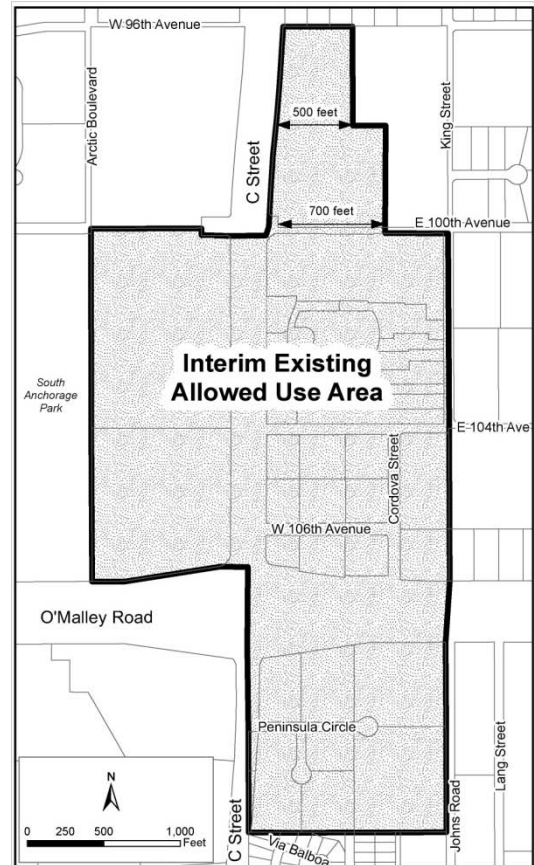 W 96th Avenue
Arctic Boulevard
C Street
King Street
500 feet
700 feet
E 100th Avenue
Interim Existing
Allowed Use Area
South
Anchorage
Park
E 104th Ave
Cordova Street
W 106th Avenue
O'Malley Road
Peninsula Circle
Lang Street
Johns Road
C Street
Via Balboa
N
0 250 500 1,000
Feet